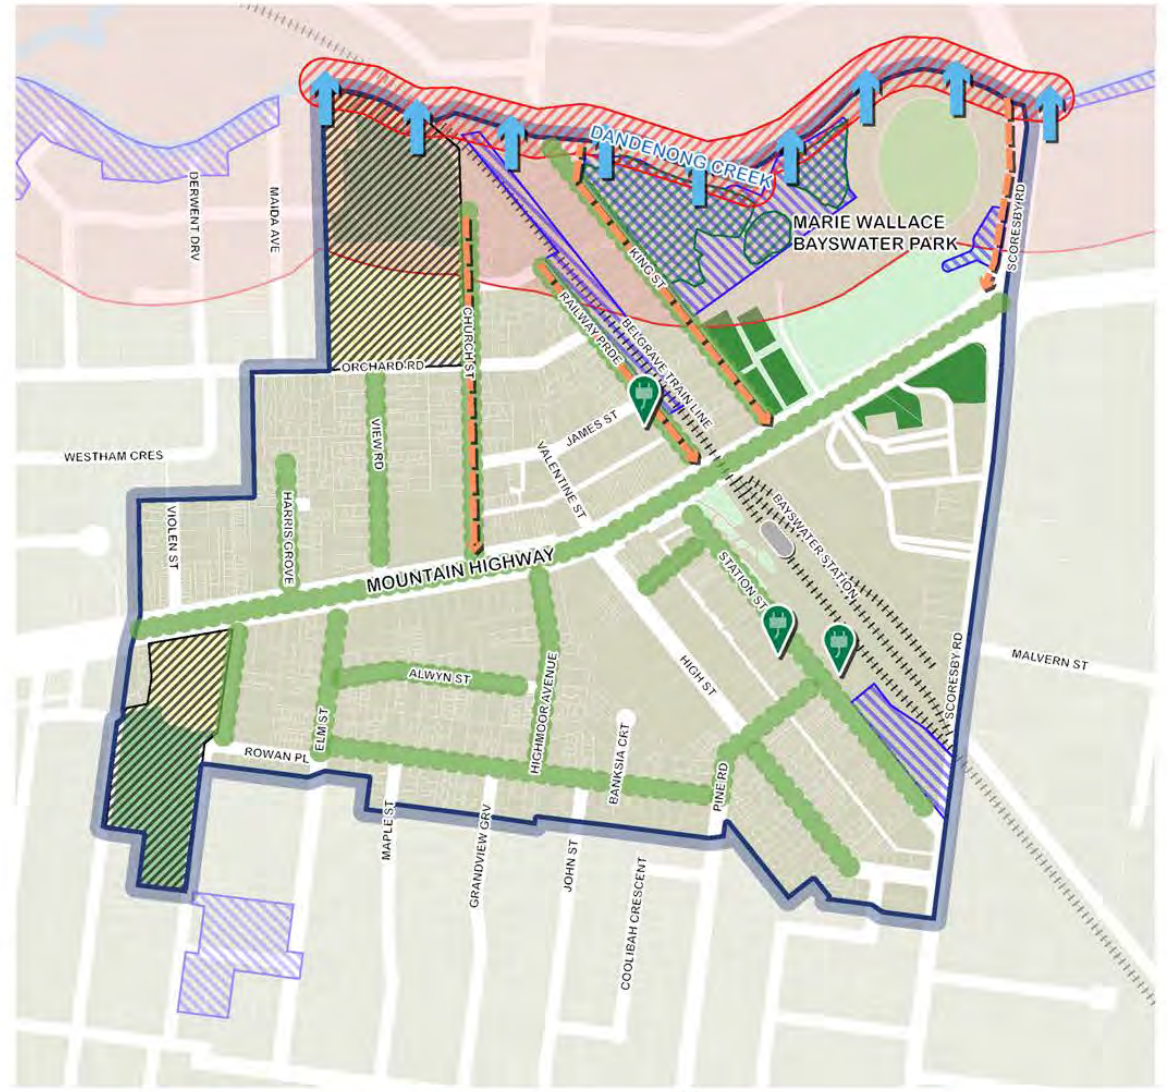 DANDENONG CREEK
DERWENT DRV
MAIDA AVE
MARIE WALLACE
BAYSWATER PARK
SCORESBY RD
KING ST
CHURCH ST
RAILWAY PRDE
BELGRAVE TRAIN LINE
ORCHARD RD
VIEW RD
JAMES ST
VALENTINE ST
WESTHAM CRES
HARRIS GROVE
VIOLEN ST
BAYSWATER STATION
MOUNTAIN HIGHWAY
STATION ST
HIGH ST
MALVERN ST
SCORESBY RD
ALWYN ST
HIGHMOOR AVENUE
ELM ST
ROWAN PL
BANKSIA CRT
PINE RD
MAPLE ST
GRANDVIEW GRV
JOHN ST
COOLIBAH CRESCENT